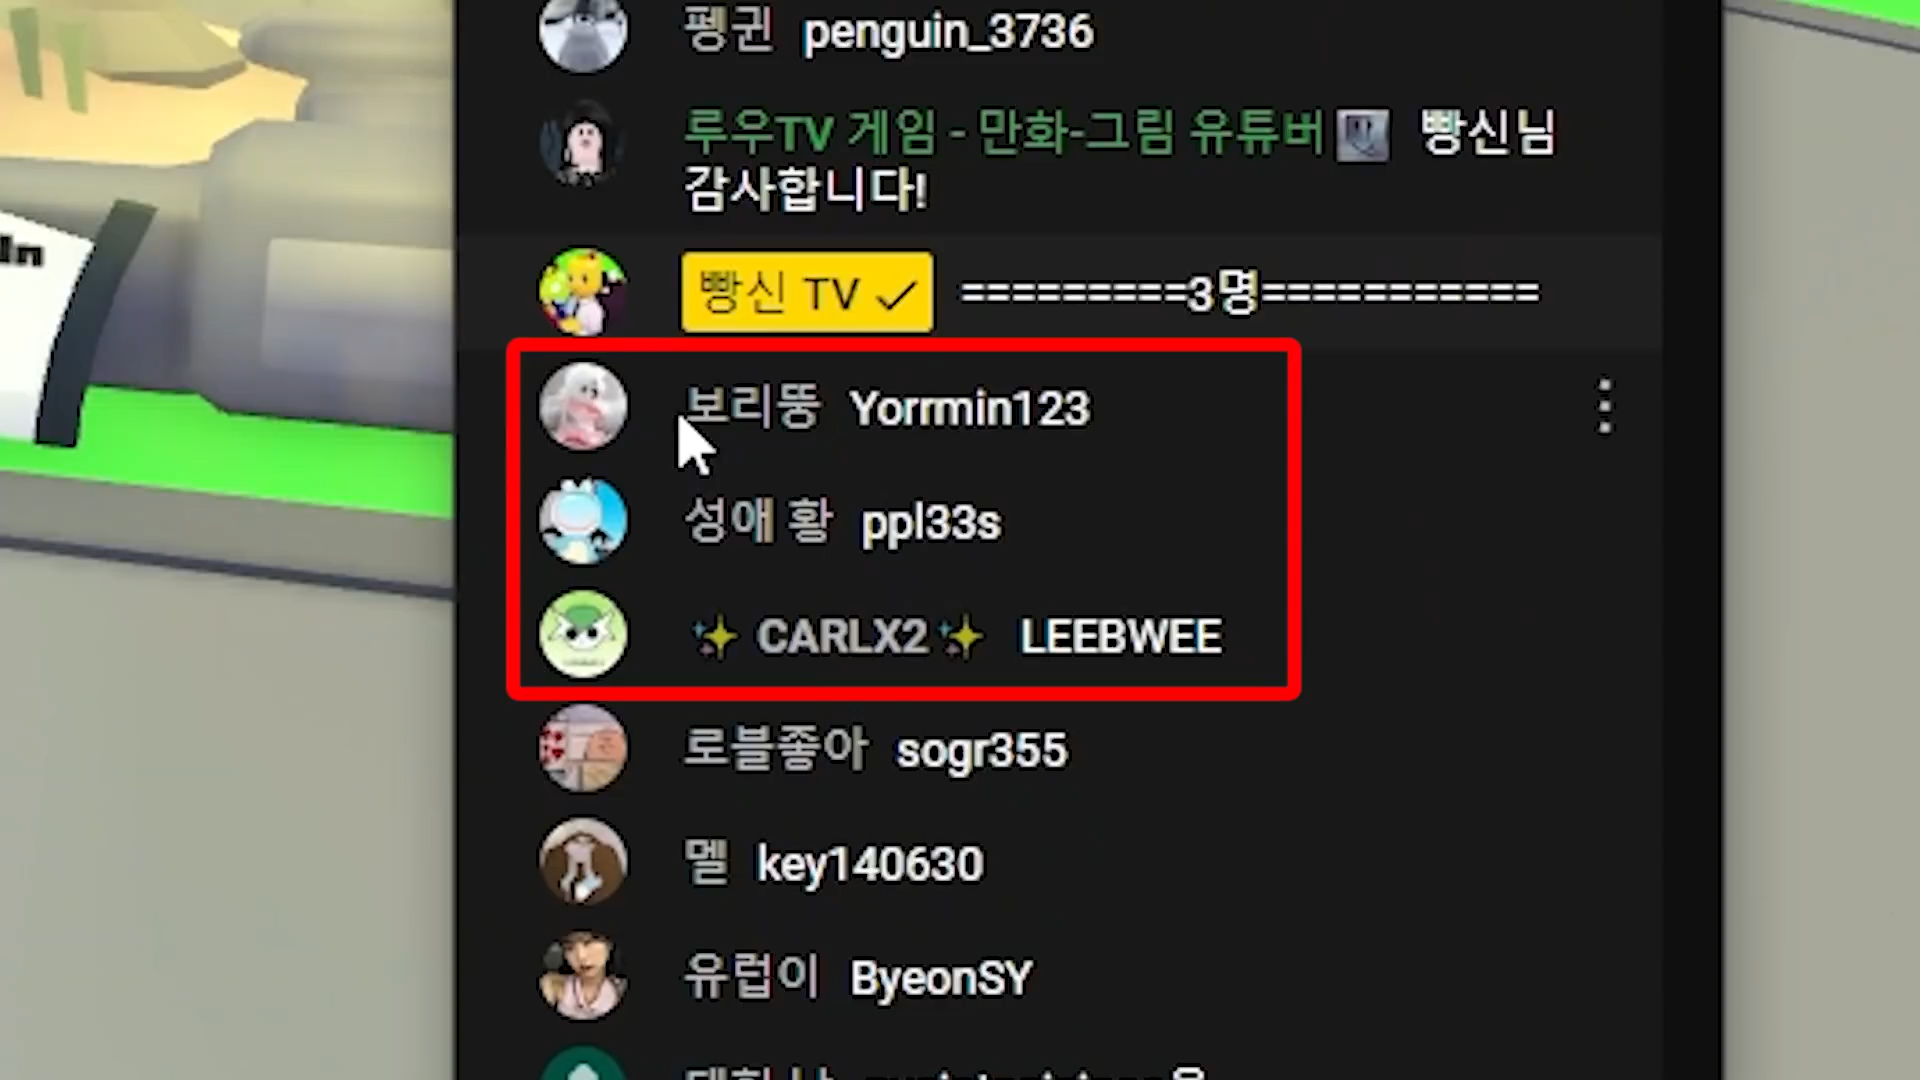 펭귄 penguin_3736
루우TV 게임 - 만화-그림 유튜버 빵신님
감사합니다!
In
빵신 TV ✓ =========3명===========
보리뚱 Yorrmin123
성애 황 ppl33s
✨ CARLX2✨ LEEBWEE
로블좋아 sogr355
멜 key140630
유럽이 ByeonSY